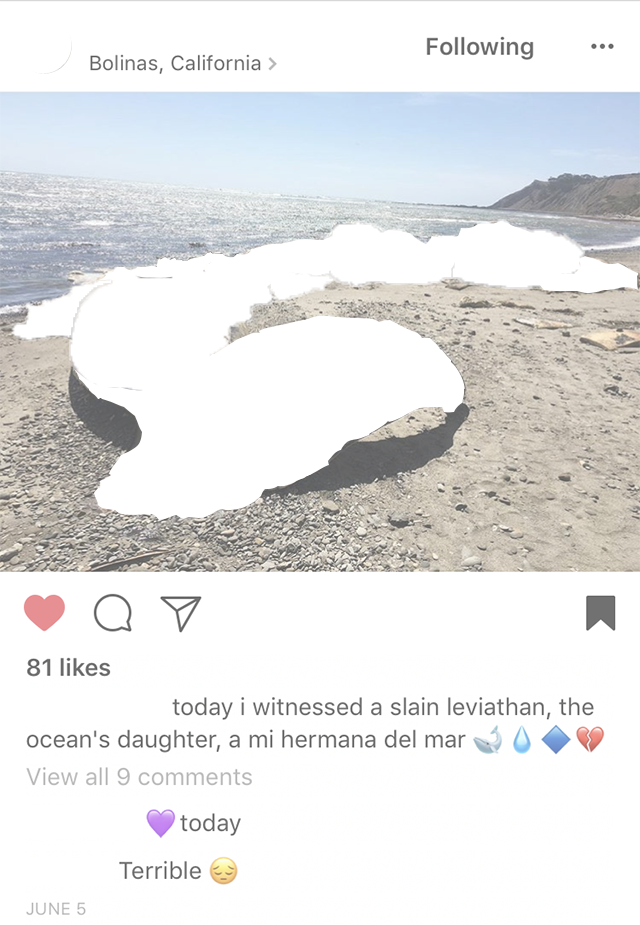 Bolinas, California >
Following
81 likes
today i witnessed a slain leviathan, the
ocean's daughter, a mi hermana del mar 🐳💧🔷💔
View all 9 comments
💜today
Terrible 😔
JUNE 5